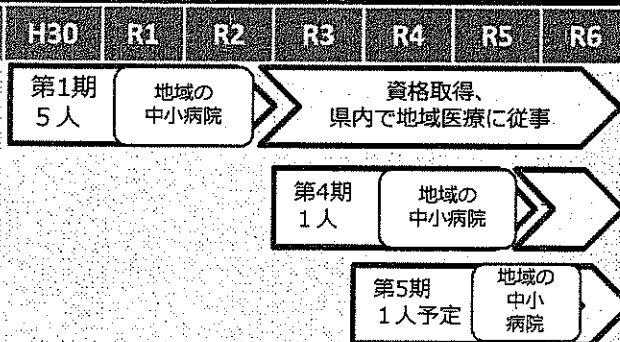 H30 R1 R2 R3 R4 R5 R6
第1期
5人
地域の
中小病院
資格取得、
県内で地域医療に従事
第4期
1人
地域の
中小病院
第5期
1人予定
地域の
中小
病院